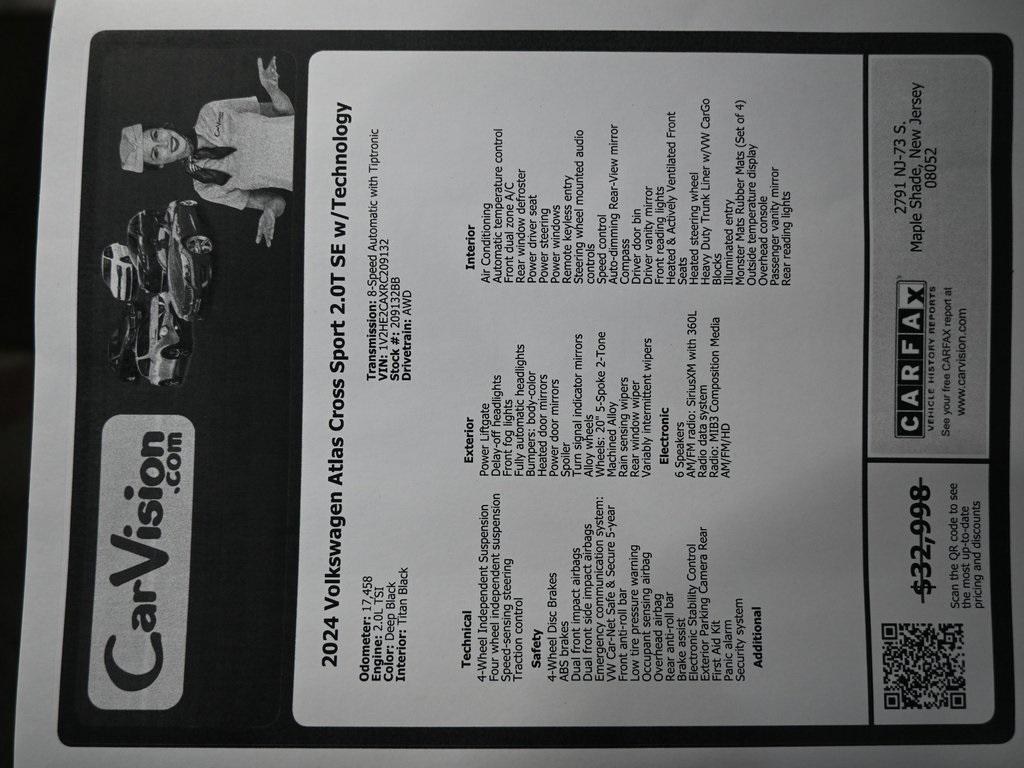 CarVision
.com
2024 Volkswagen Atlas Cross Sport 2.0T SE w/Technology
Odometer: 17,458
Engine: 2.0L TSI
Color: Deep Black
Interior: Titan Black
Transmission: 8-Speed Automatic with Tiptronic
VIN: 1V2HE2CAXRC209132
Stock #: 209132BB
Drivetrain: AWD
Technical
4-Wheel Independent Suspension
Four wheel independent suspension
Speed-sensing steering
Traction control
Safety
4-Wheel Disc Brakes
ABS brakes
Dual front impact airbags
Dual front side impact airbags
Emergency communication system:
VW Car-Net Safe & Secure 5-year
Front anti-roll bar
Low tire pressure warning
Occupant sensing airbag
Overhead airbag
Rear anti-roll bar
Brake assist
Electronic Stability Control
Exterior Parking Camera Rear
First Aid Kit
Panic alarm
Security system
Additional
Exterior
Power Liftgate
Delay-off headlights
Front fog lights
Fully automatic headlights
Bumpers: body-color
Heated door mirrors
Power door mirrors
Spoiler
Turn signal indicator mirrors
Alloy wheels
Wheels: 20" 5-Spoke 2-Tone
Machined Alloy
Rain sensing wipers
Rear window wiper
Variably intermittent wipers
Electronic
6 Speakers
AM/FM radio: SiriusXM with 360L
Radio data system
Radio: MIB3 Composition Media
AM/FM/HD
Interior
Air Conditioning
Automatic temperature control
Front dual zone A/C
Rear window defroster
Power driver seat
Power steering
Power windows
Remote keyless entry
Steering wheel mounted audio
controls
Speed control
Auto-dimming Rear-View mirror
Compass
Driver door bin
Driver vanity mirror
Front reading lights
Heated & Actively Ventilated Front
Seats
Heated steering wheel
Heavy Duty Trunk Liner w/VW CarGo
Blocks
Illuminated entry
Monster Mats Rubber Mats (Set of 4)
Outside temperature display
Overhead console
Passenger vanity mirror
Rear reading lights
$32,998
Scan the QR code to see
the most up-to-date
pricing and discounts
CARFAX
VEHICLE HISTORY REPORTS
See your free CARFAX report at
www.carvision.com
2791 NJ-73 S.
Maple Shade, New Jersey
08052